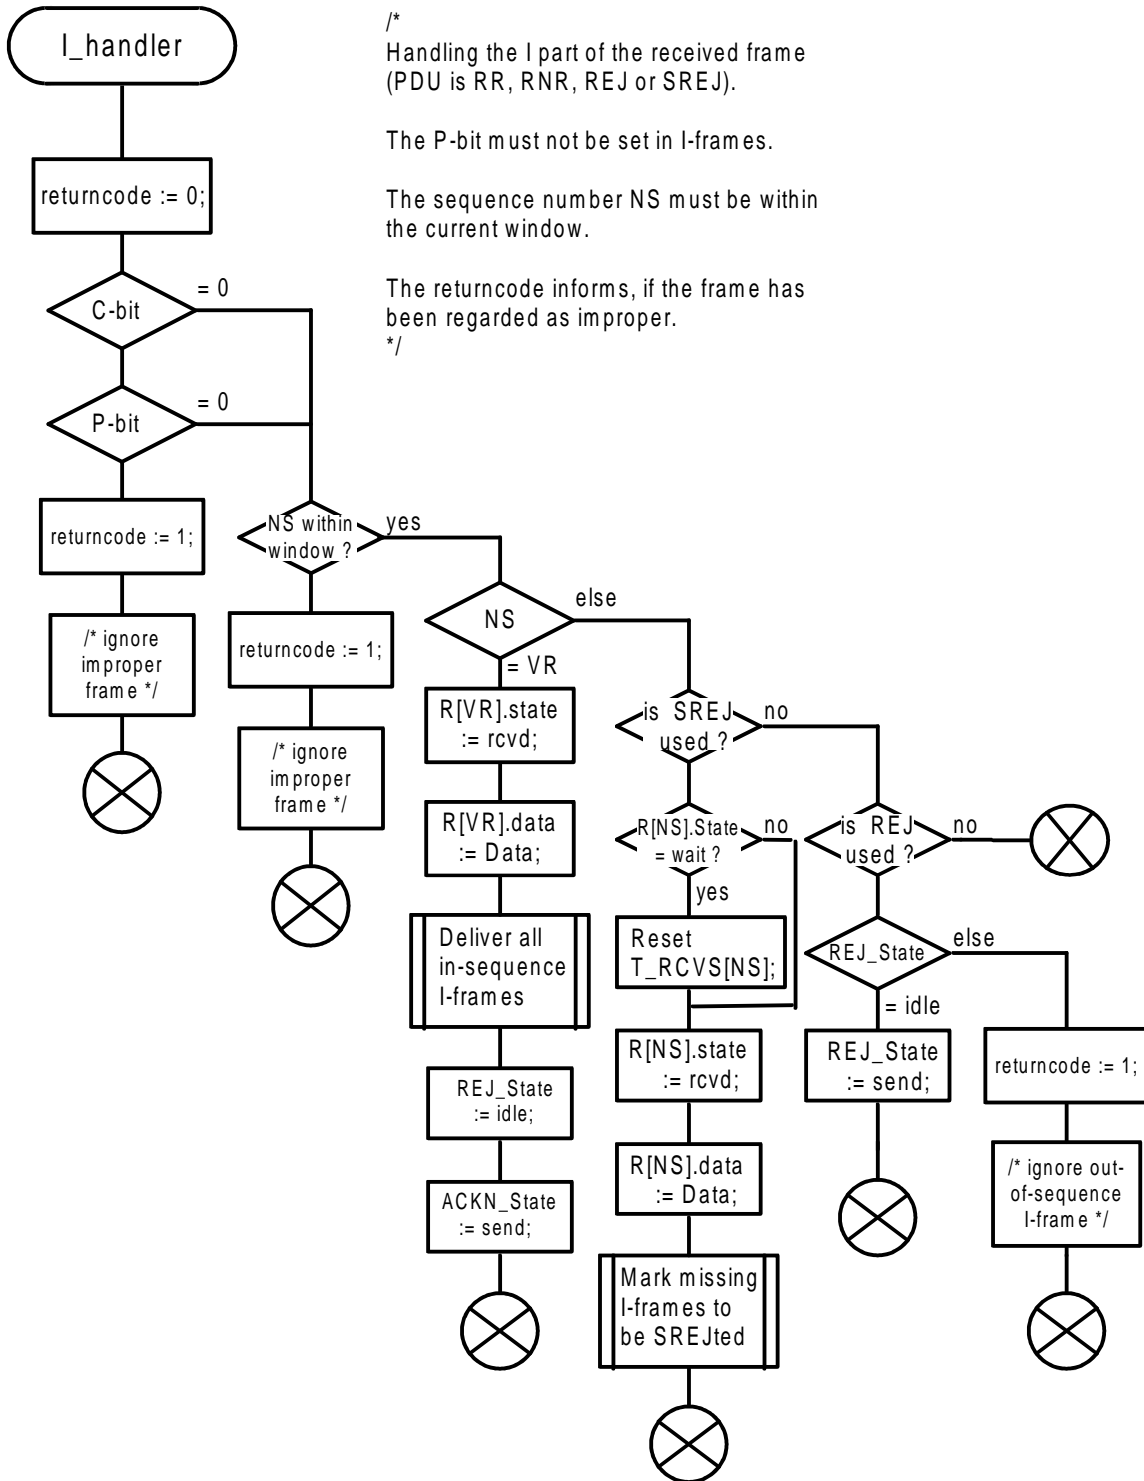 I_handler
/*
Handling the I part of the received frame
(PDU is RR, RNR, REJ or SREJ).
The P-bit must not be set in I-frames.
The sequence number NS must be within
the current window.
The returncode informs, if the frame has
been regarded as improper.
*/
returncode := 0;
C-bit
= 0
P-bit
= 0
returncode := 1;
/* ignore
improper
frame */
NS within
window ?
yes
returncode := 1;
/* ignore
improper
frame */
NS
else
= VR
R[VR].state
:= rcvd;
R[VR].data
:= Data;
Deliver all
in-sequence
I-frames
REJ_State
:= idle;
ACKN_State
:= send;
is SREJ
used ?
no
R[NS].State
= wait ?
no
yes
Reset
T_RCVS[NS];
R[NS].state
:= rcvd;
R[NS].data
:= Data;
Mark missing
I-frames to
be SREJted
is REJ
used ?
no
REJ_State
else
= idle
REJ_State
:= send;
returncode := 1;
/* ignore out-
of-sequence
I-frame */